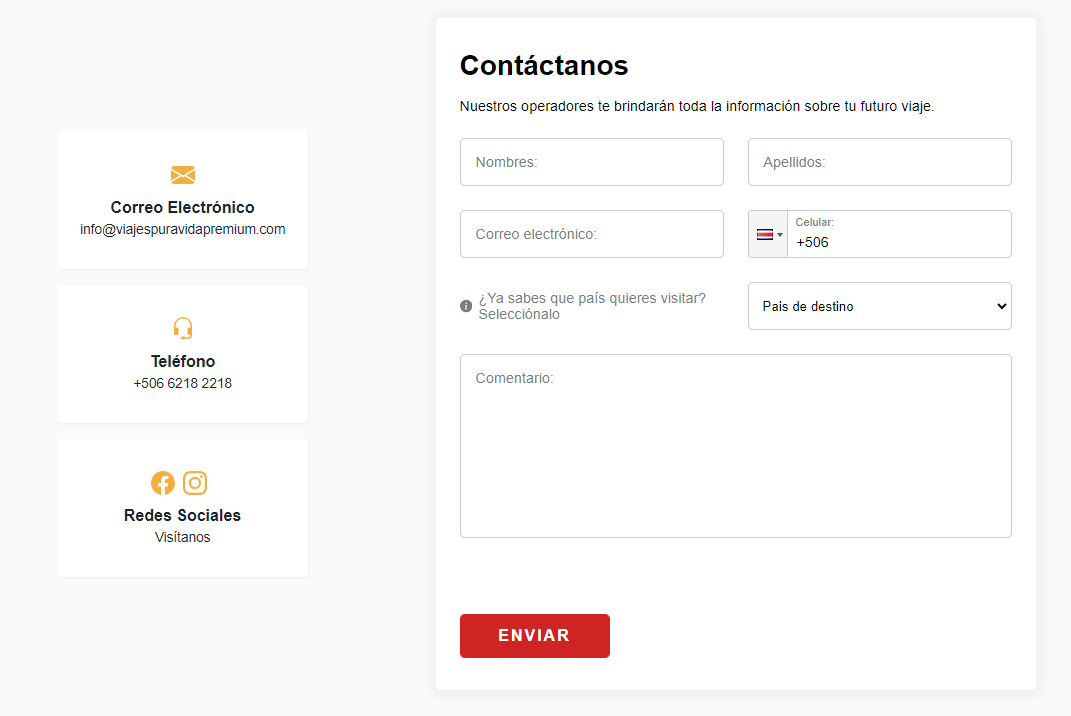 Correo Electrónico
info@viajespuravidapremium.com
Teléfono
+506 6218 2218
Redes Sociales
Visítanos
Contáctanos
Nuestros operadores te brindarán toda la información sobre tu futuro viaje.
Nombres:
Apellidos:
Correo electrónico:
Celular:
+506
¿Ya sabes que país quieres visitar?
Selecciónalo
Pais de destino
Comentario:
ENVIAR